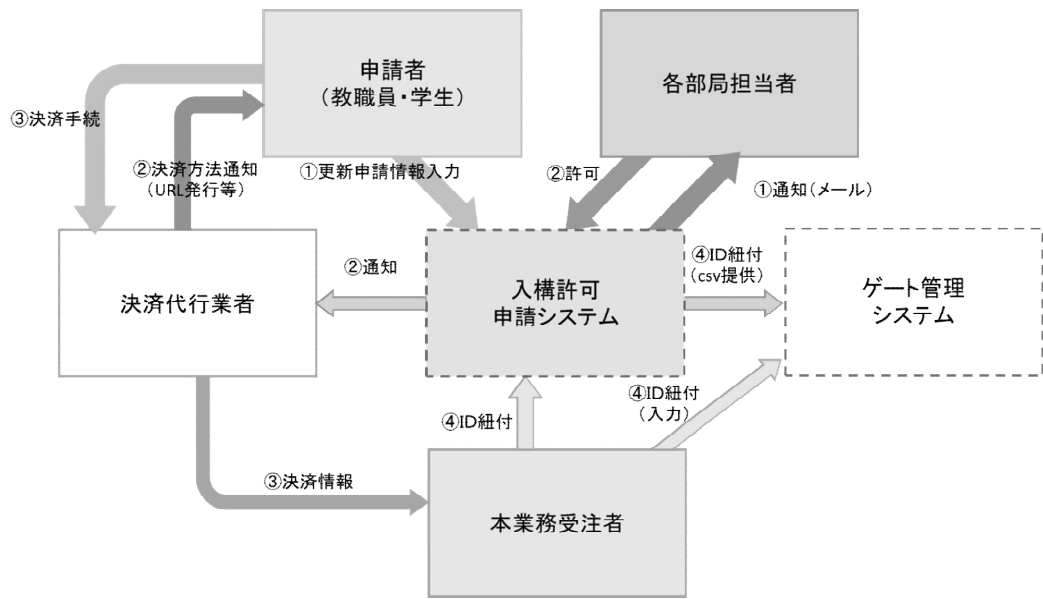 申請者
（教職員・学生）
各部局担当者
③決済手続
②決済方法通知
（URL発行等）
①更新申請情報入力
②許可
①通知（メール）
決済代行業者
②通知
入構許可
申請システム
④ID紐付
（csv提供）
ゲート管理
システム
④ID紐付
④ID紐付
（入力）
③決済情報
本業務受注者